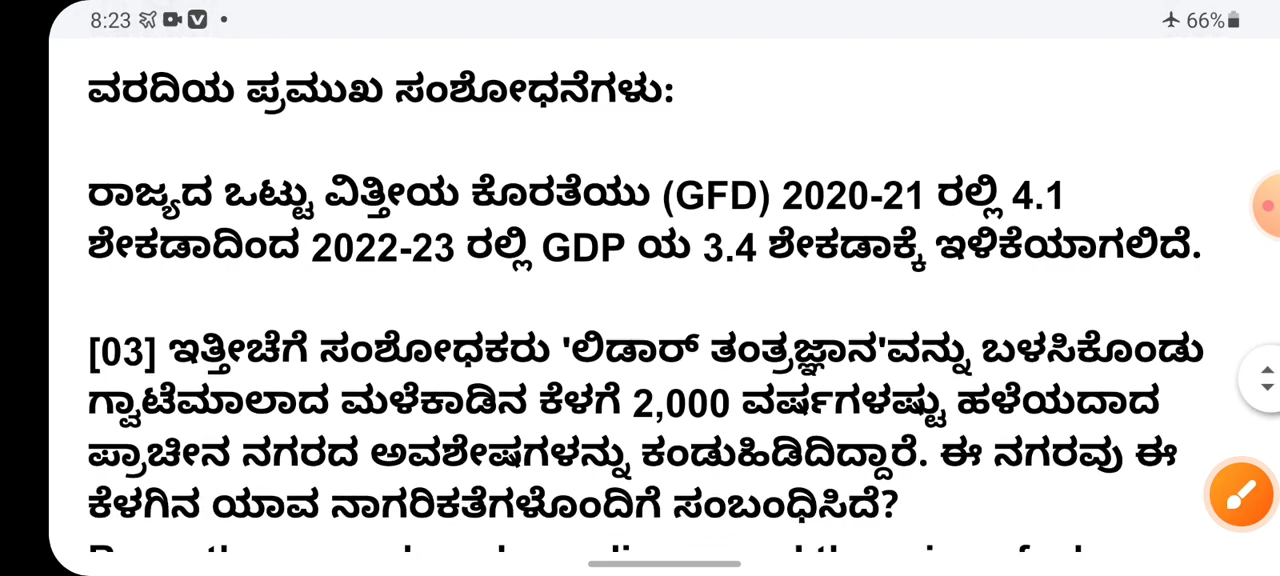 8:23
66%
ವರದಿಯ ಪ್ರಮುಖ ಸಂಶೋಧನೆಗಳು:
ರಾಜ್ಯದ ಒಟ್ಟು ವಿತ್ತೀಯ ಕೊರತೆಯು (GFD) 2020-21 ರಲ್ಲಿ 4.1
ಶೇಕಡಾದಿಂದ 2022-23 ರಲ್ಲಿ GDP ಯ 3.4 ಶೇಕಡಾಕ್ಕೆ ಇಳಿಕೆಯಾಗಲಿದೆ.
[03] ಇತ್ತೀಚೆಗೆ ಸಂಶೋಧಕರು 'ಲಿಡಾರ್ ತಂತ್ರಜ್ಞಾನ'ವನ್ನು ಬಳಸಿಕೊಂಡು
ಗ್ವಾಟೆಮಾಲಾದ ಮಳೆಕಾಡಿನ ಕೆಳಗೆ 2,000 ವರ್ಷಗಳಷ್ಟು ಹಳೆಯದಾದ
ಪ್ರಾಚೀನ ನಗರದ ಅವಶೇಷಗಳನ್ನು ಕಂಡುಹಿಡಿದಿದ್ದಾರೆ. ಈ ನಗರವು ಈ
ಕೆಳಗಿನ ಯಾವ ನಾಗರಿಕತೆಗಳೊಂದಿಗೆ ಸಂಬಂಧಿಸಿದೆ?